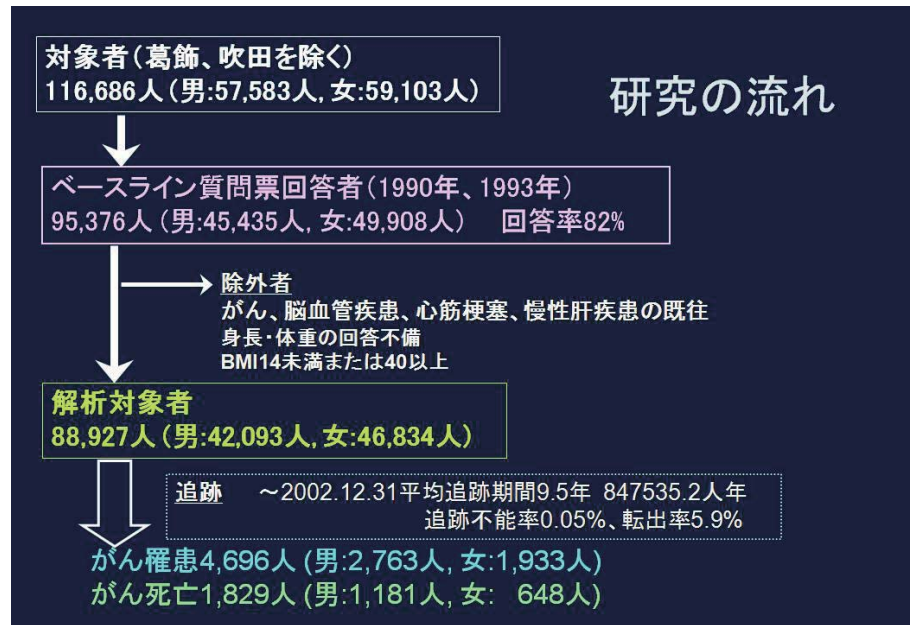 研究の流れ
対象者(葛飾、吹田を除く)
116,686人(男:57,583人, 女:59,103人)
ベースライン質問票回答者(1990年、1993年)
95,376人(男:45,435人, 女:49,908人) 回答率82%
除外者
がん、脳血管疾患、心筋梗塞、慢性肝疾患の既往
身長・体重の回答不備
BMI14未満または40以上
解析対象者
88,927人(男:42,093人, 女:46,834人)
追跡 ~2002.12.31平均追跡期間9.5年 847535.2人年
追跡不能率0.05%、転出率5.9%
がん罹患4,696人(男:2,763人, 女:1,933人)
がん死亡1,829人(男:1,181人, 女: 648人)